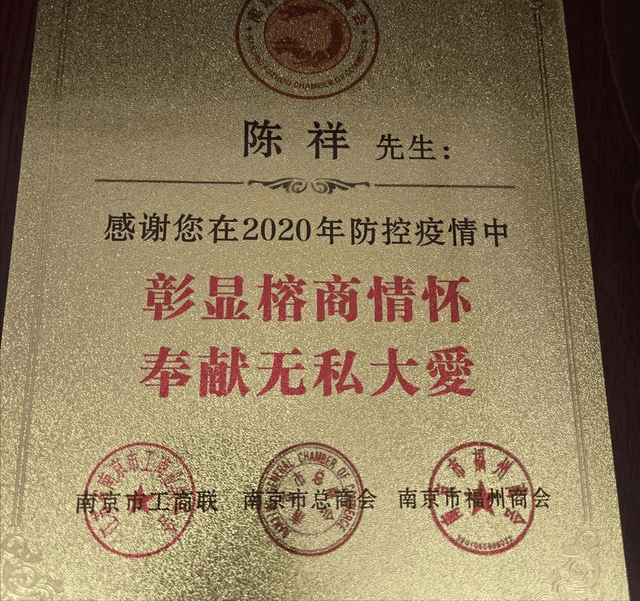 陈祥 先生：
感谢您在2020年防控疫情中
彰显榕商情怀
奉献无私大愛
南京市工商联 南京市总商会 南京市福州商会